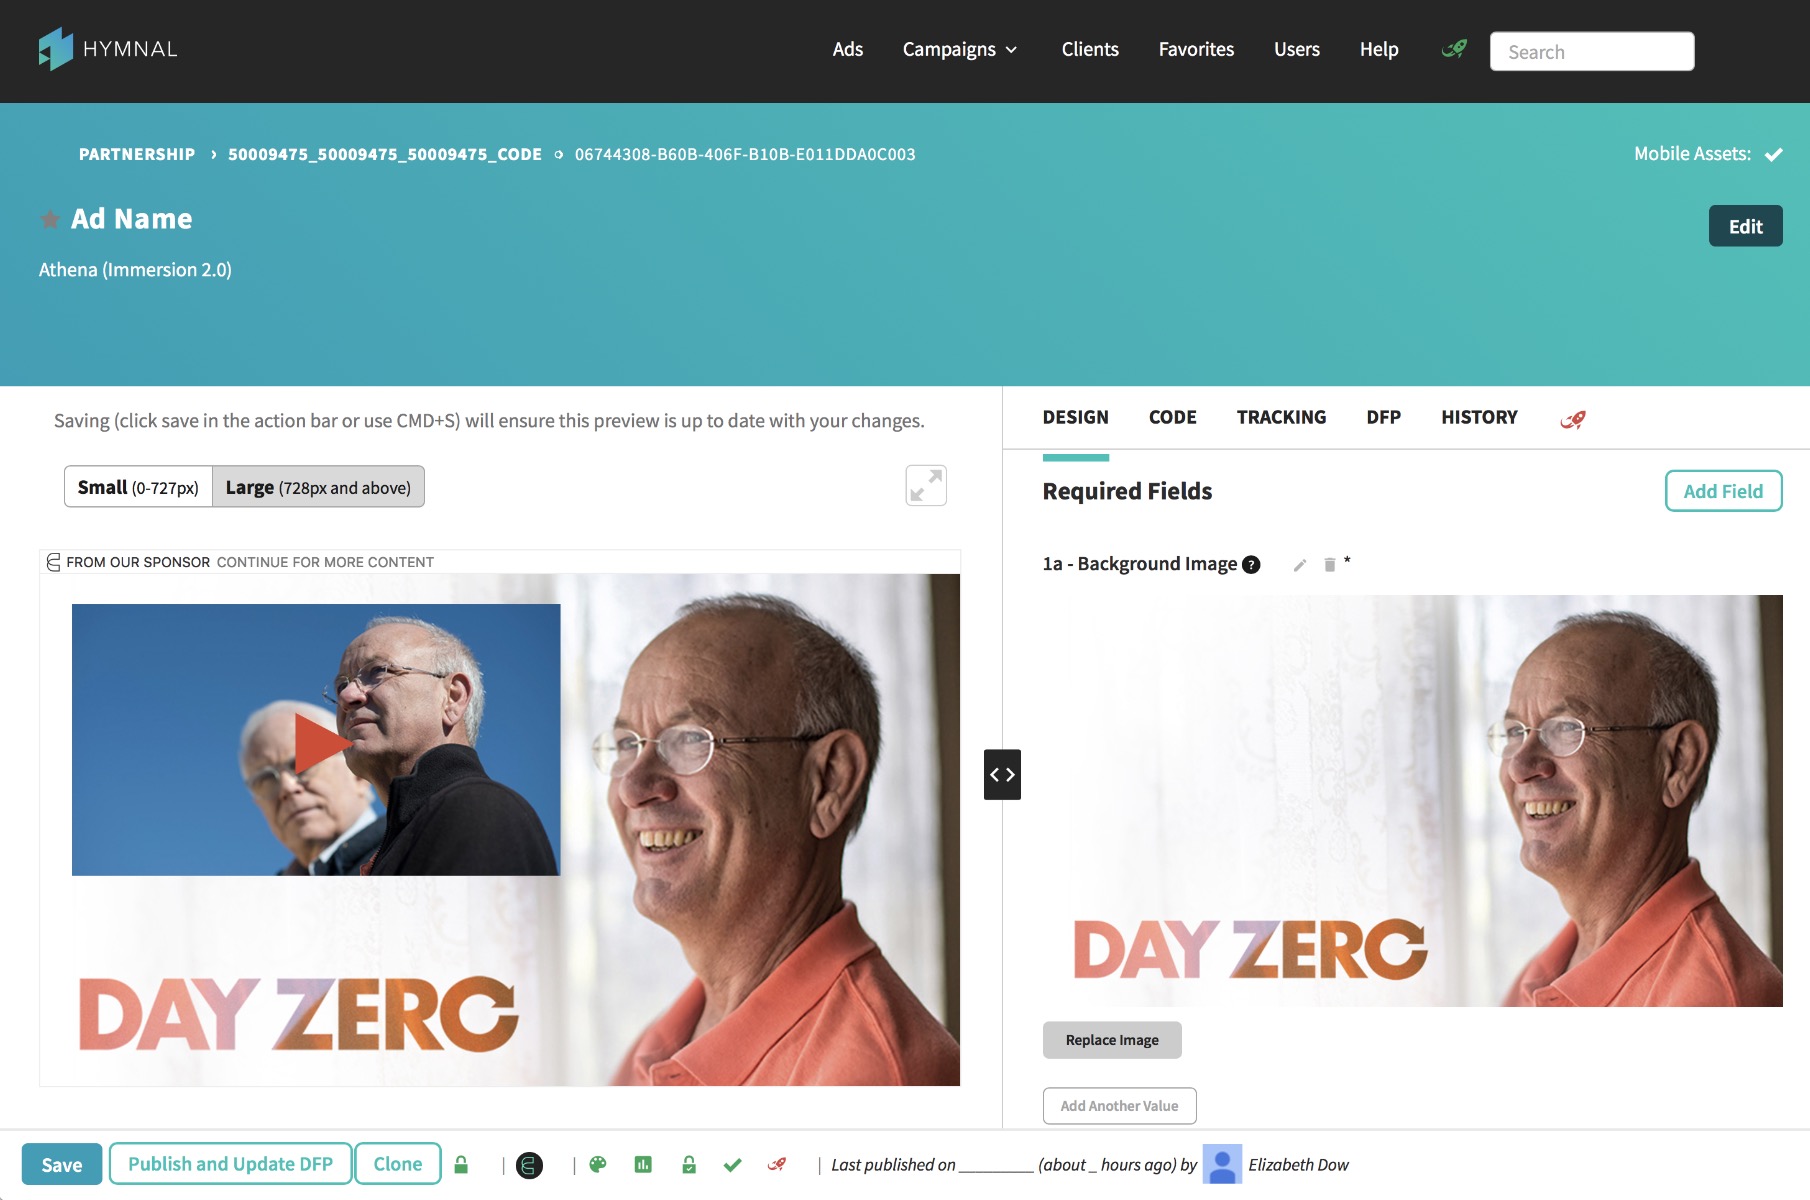 HYMNAL
Ads Campaigns Clients Favorites Users Help Search
PARTNERSHIP › 50009475_50009475_50009475_CODE 06744308-B60B-406F-B10B-E011DDA0C003
Mobile Assets:
Ad Name
Edit
Athena (Immersion 2.0)
Saving (click save in the action bar or use CMD+S) will ensure this preview is up to date with your changes.
Small (0-727px) Large (728px and above)
FROM OUR SPONSOR CONTINUE FOR MORE CONTENT
DAY ZERO
DESIGN CODE TRACKING DFP HISTORY
Required Fields
Add Field
1a - Background Image ? *
DAY ZERO
Replace Image
Add Another Value
Save Publish and Update DFP Clone | | | Last published on ________ (about _ hours ago) by Elizabeth Dow